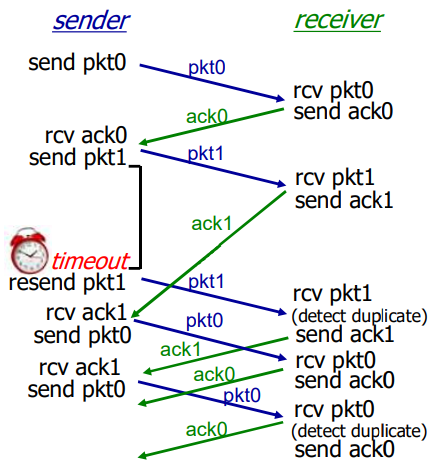 sender
receiver
send pkt0
pkt0
rcv pkt0
send ack0
ack0
rcv ack0
send pkt1
pkt1
rcv pkt1
send ack1
ack1
timeout
resend pkt1
pkt1
rcv pkt1
(detect duplicate)
send ack1
rcv ack1
send pkt0
pkt0
ack1
rcv pkt0
send ack0
rcv ack1
send pkt0
ack0
pkt0
rcv pkt0
(detect duplicate)
send ack0
ack0